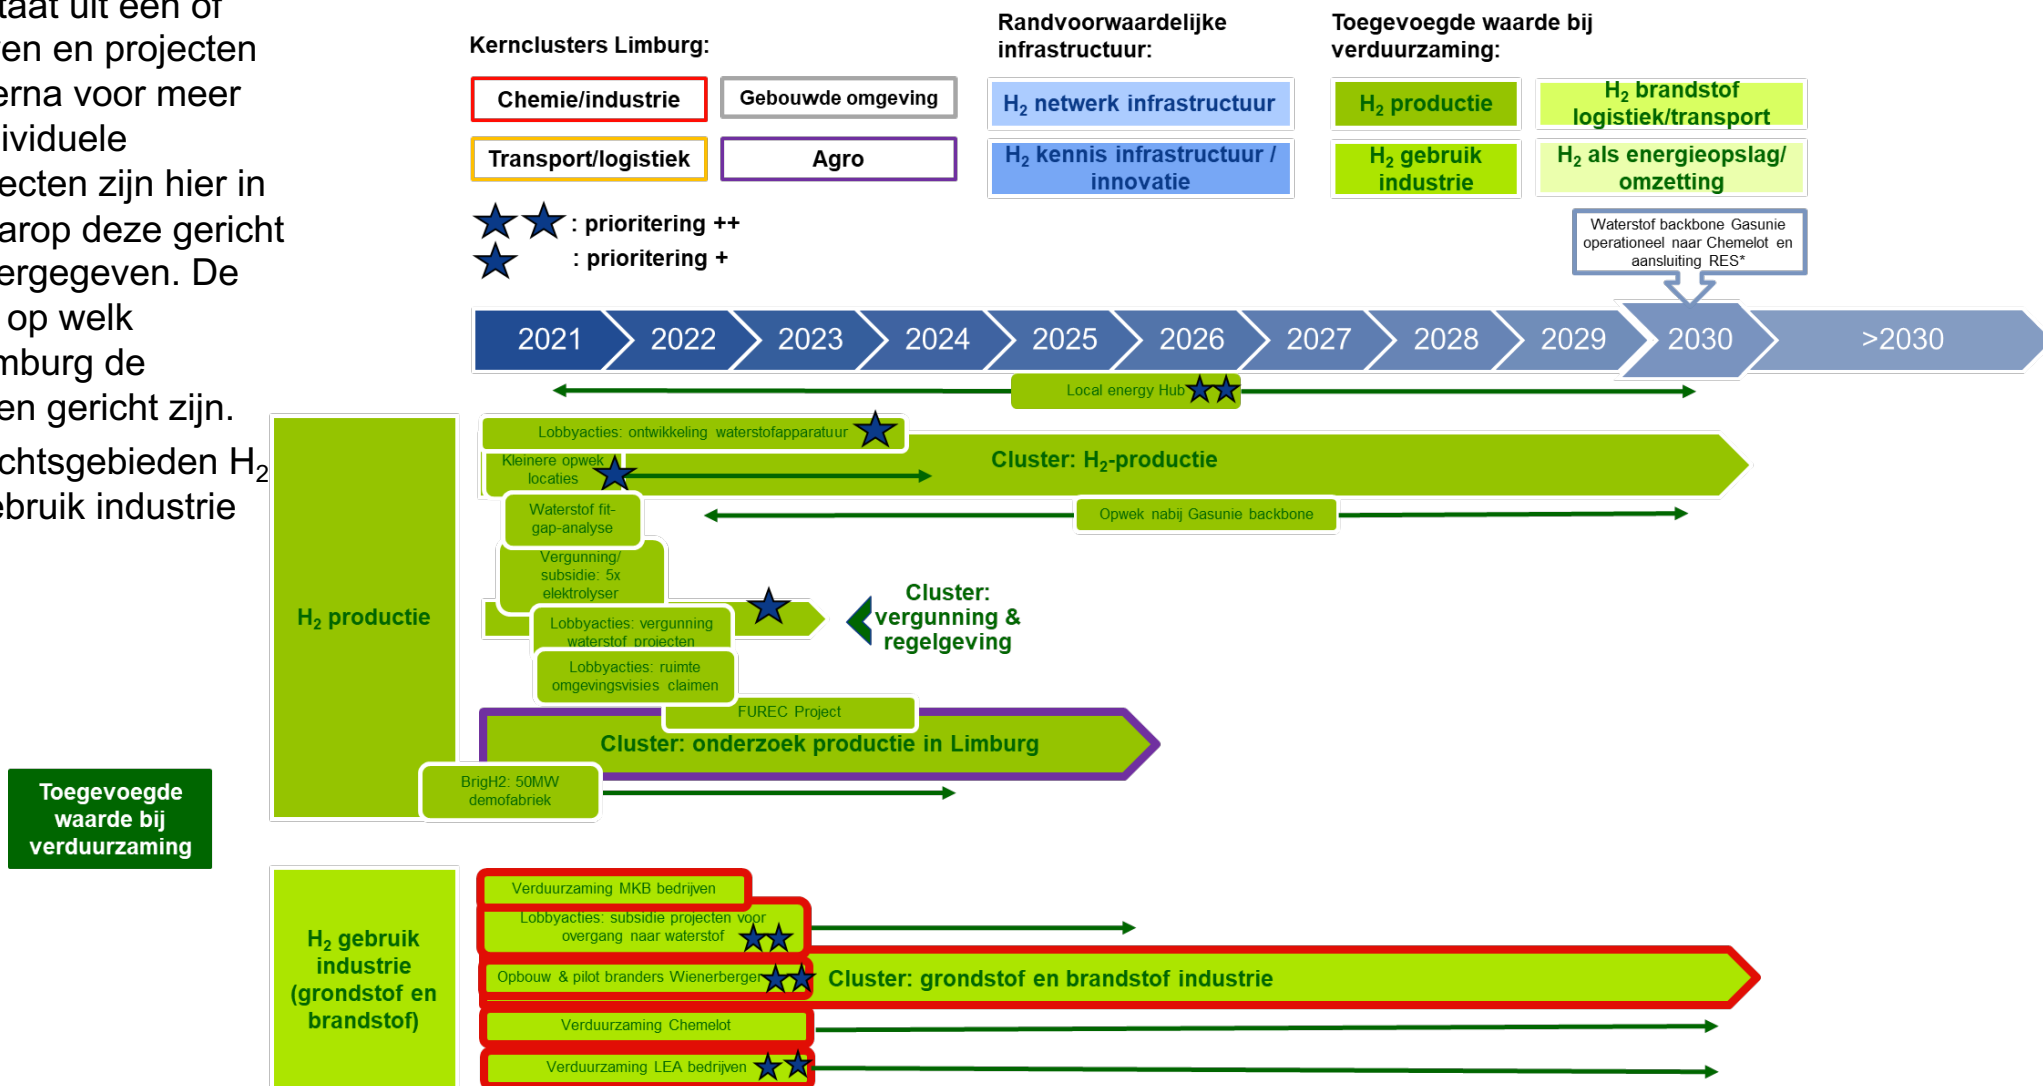 taat uit een of
ven en projecten
erna voor meer
dividuele
jecten zijn hier in
arop deze gericht
ergegeven. De
op welk
mburg de
en gericht zijn.
chtsgebieden H₂
ebruik industrie
Kernclusters Limburg:
Chemie/industrie
Gebouwde omgeving
Transport/logistiek
Agro
: prioritering ++
: prioritering +
Randvoorwaardelijke
infrastructuur:
H₂ netwerk infrastructuur
H₂ kennis infrastructuur /
innovatie
Toegevoegde waarde bij
verduurzaming:
H₂ productie
H₂ brandstof
logistiek/transport
H₂ gebruik
industrie
H₂ als energieopslag/
omzetting
Waterstof backbone Gasunie
operationeel naar Chemelot en
aansluiting RES*
2021
2022
2023
2024
2025
2026
2027
2028
2029
2030
>2030
Local energy Hub
H₂ productie
Lobbyacties: ontwikkeling waterstofapparatuur
Kleinere opwek
locaties
Cluster: H₂-productie
Waterstof fit-
gap-analyse
Opwek nabij Gasunie backbone
Vergunning/
subsidie: 5x
elektrolyser
Lobbyacties: vergunning
waterstof projecten
Cluster:
vergunning &
regelgeving
Lobbyacties: ruimte
omgevingsvisies claimen
FUREC Project
Cluster: onderzoek productie in Limburg
BrigH2: 50MW
demofabriek
Toegevoegde
waarde bij
verduurzaming
H₂ gebruik
industrie
(grondstof en
brandstof)
Verduurzaming MKB bedrijven
Lobbyacties: subsidie projecten voor
overgang naar waterstof
Opbouw & pilot branders Wienerberger
Cluster: grondstof en brandstof industrie
Verduurzaming Chemelot
Verduurzaming LEA bedrijven